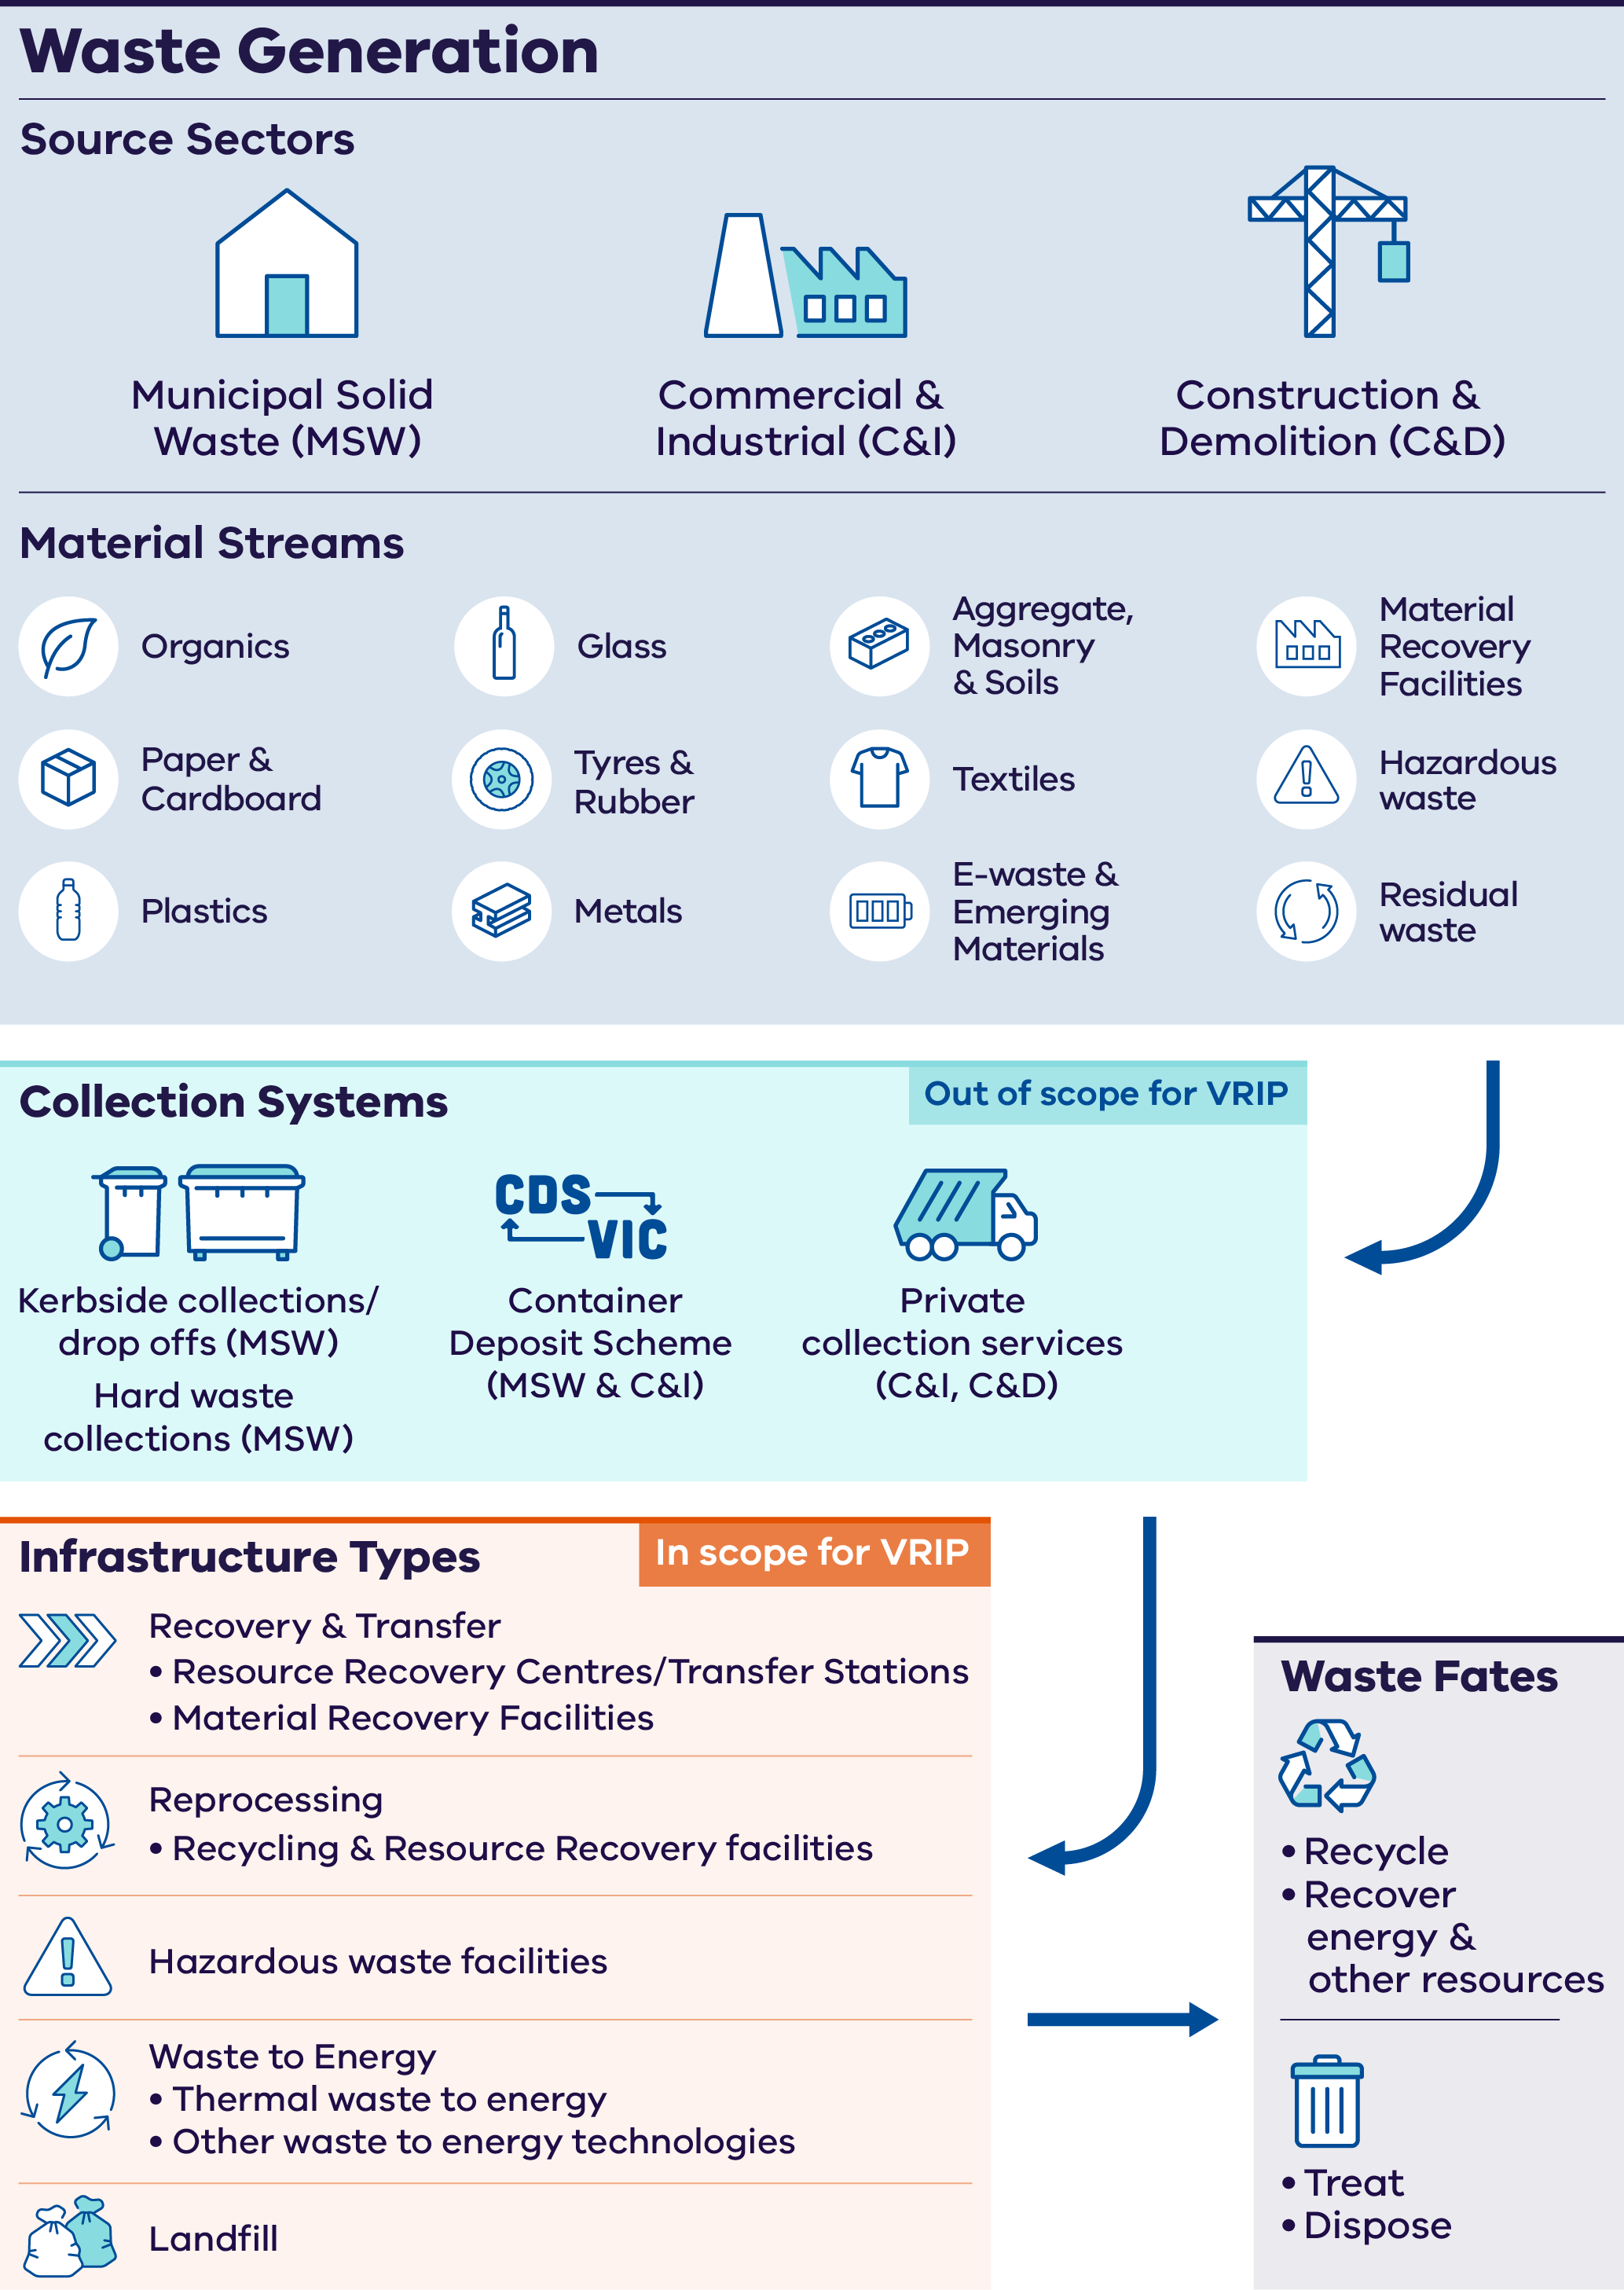 Waste Generation
Source Sectors
Municipal Solid
Waste (MSW)
Commercial &
Industrial (C&I)
Construction &
Demolition (C&D)
Material Streams
Organics
Glass
Aggregate,
Masonry
& Soils
Material
Recovery
Facilities
Paper &
Cardboard
Tyres &
Rubber
Textiles
Hazardous
waste
Plastics
Metals
E-waste &
Emerging
Materials
Residual
waste
Collection Systems
Out of scope for VRIP
Kerbside collections/
drop offs (MSW)
Hard waste
collections (MSW)
CDS
VIC
Container
Deposit Scheme
(MSW & C&I)
Private
collection services
(C&I, C&D)
Infrastructure Types
In scope for VRIP
Recovery & Transfer
• Resource Recovery Centres/Transfer Stations
• Material Recovery Facilities
Reprocessing
• Recycling & Resource Recovery facilities
Hazardous waste facilities
Waste to Energy
• Thermal waste to energy
• Other waste to energy technologies
Landfill
Waste Fates
• Recycle
• Recover
energy &
other resources
• Treat
• Dispose